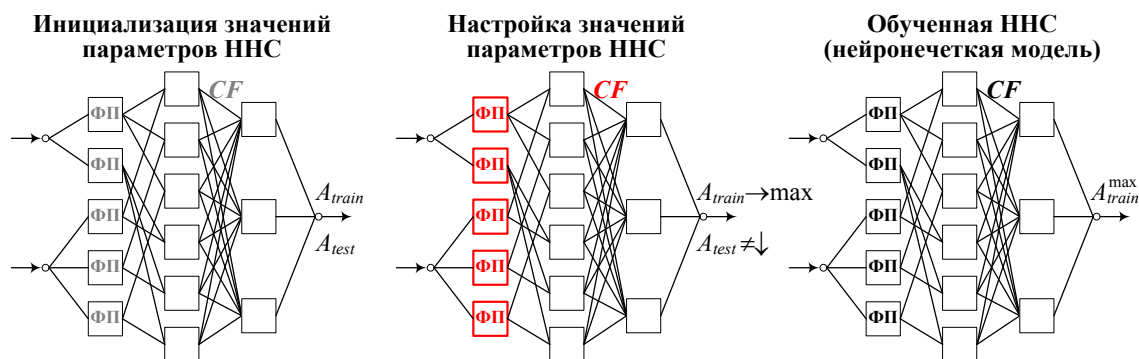 Инициализация значений
параметров ННС
CF
ФП
ФП
ФП
ФП
ФП
A_train
A_test
Настройка значений
параметров ННС
CF
ФП
ФП
ФП
ФП
ФП
A_train→max
A_test≠↓
Обученная ННС
(нейронечеткая модель)
CF
ФП
ФП
ФП
ФП
ФП
A_train^max